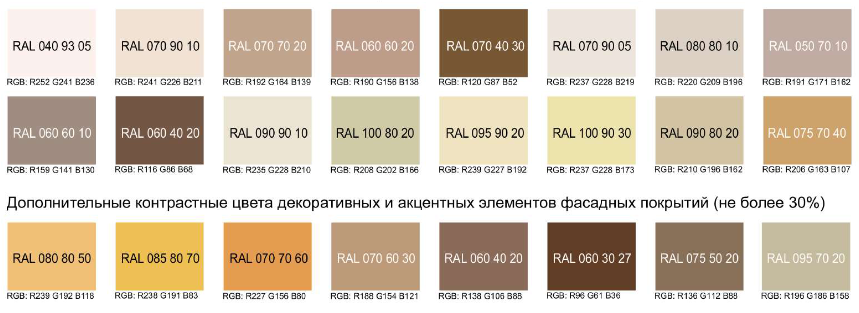 RAL 040 93 05 RAL 070 90 10 RAL 070 70 20 RAL 060 60 20 RAL 070 40 30 RAL 070 90 05 RAL 080 80 10 RAL 050 70 10
RGB: R252 G241 B236 RGB: R241 G226 B211 RGB: R192 G164 B139 RGB: R190 G156 B138 RGB: R120 G87 B52 RGB: R237 G228 B219 RGB: R220 G209 B196 RGB: R191 G171 B162
RAL 060 60 10 RAL 060 40 20 RAL 090 90 10 RAL 100 80 20 RAL 095 90 20 RAL 100 90 30 RAL 090 80 20 RAL 075 70 40
RGB: R159 G141 B130 RGB: R116 G86 B68 RGB: R235 G228 B210 RGB: R208 G202 B166 RGB: R239 G227 B192 RGB: R237 G228 B173 RGB: R210 G196 B162 RGB: R206 G163 B107
Дополнительные контрастные цвета декоративных и акцентных элементов фасадных покрытий (не более 30%)
RAL 080 80 50 RAL 085 80 70 RAL 070 70 60 RAL 070 60 30 RAL 060 40 20 RAL 060 30 27 RAL 075 50 20 RAL 095 70 20
RGB: R239 G192 B118 RGB: R238 G191 B83 RGB: R227 G156 B80 RGB: R188 G154 B121 RGB: R138 G106 B88 RGB: R96 G61 B36 RGB: R136 G112 B88 RGB: R196 G186 B158